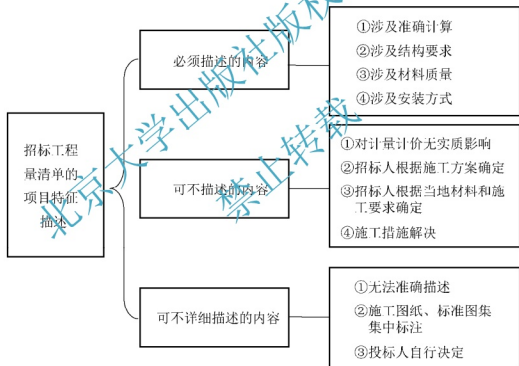 招标工程
量清单的
项目特征
描述
必须描述的内容
①涉及准确计算
②涉及结构要求
③涉及材料质量
④涉及安装方式
可不描述的内容
①对计量计价无实质影响
②招标人根据施工方案确定
③招标人根据当地材料和施
工要求确定
④施工措施解决
可不详细描述的内容
①无法准确描述
②施工图纸、标准图集
集中标注
③投标人自行决定
北京大学出版社版权
禁止转载